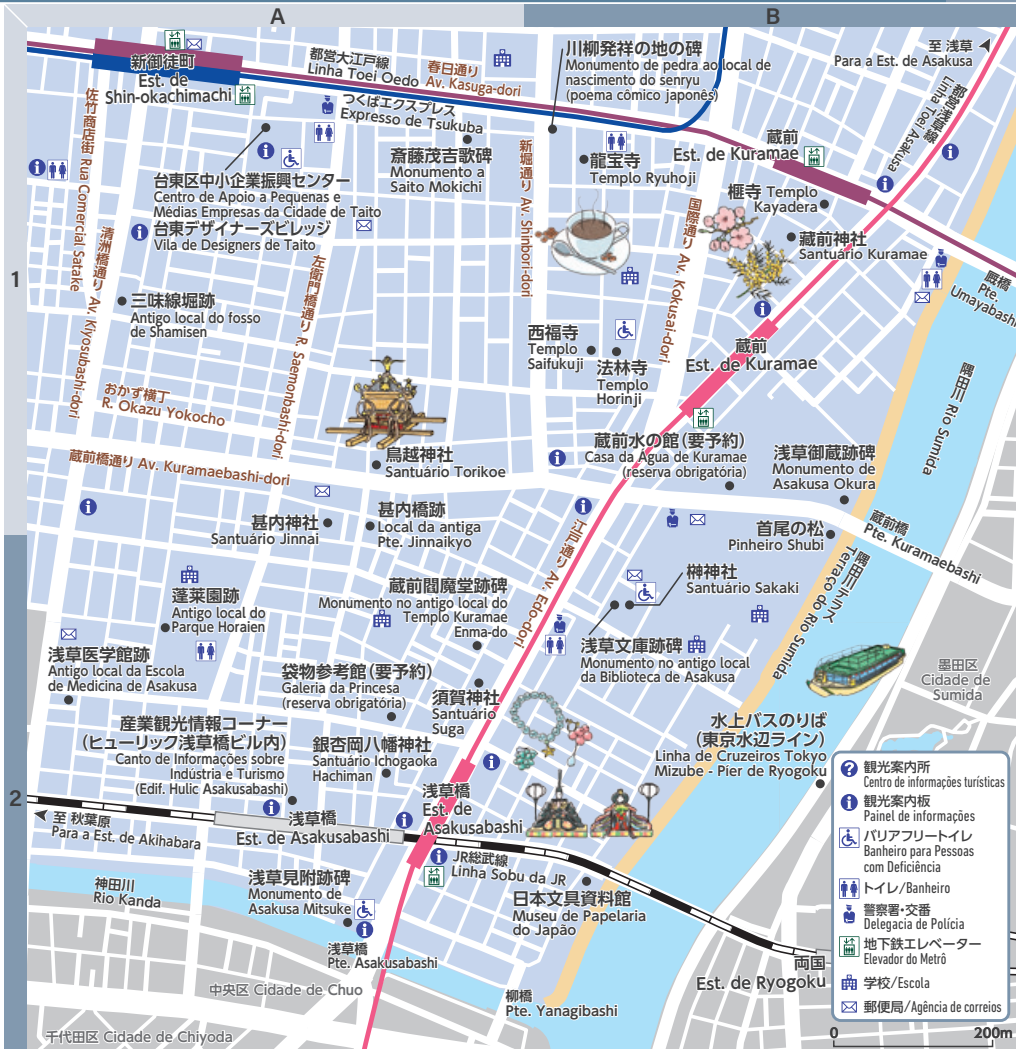 A
B
1
2
新御徒町
Est. de
Shin-okachimachi
都営大江戸線
Linha Toei Oedo
春日通り
Av. Kasuga-dori
つくばエクスプレス
Expresso de Tsukuba
川柳発祥の地の碑
Monumento de pedra ao local de
nascimento do senryu
(poema cômico japonês)
至 浅草
Para a Est. de Asakusa
都営浅草線
Linha Toei Asakusa
佐竹商店街 Rua Comercial Satake
清洲橋通り Av. Kiyosubashi-dori
台東区中小企業振興センター
Centro de Apoio a Pequenas e
Médias Empresas da Cidade de Taito
台東デザイナーズビレッジ
Vila de Designers de Taito
斎藤茂吉歌碑
Monumento a
Saito Mokichi
新堀通り Av. Shinbori-dori
龍宝寺
Templo Ryuhoji
蔵前
Est. de Kuramae
榧寺 Templo
Kayadera
蔵前神社
Santuário Kuramae
国際通り Av. Kokusai-dori
厩橋
Pte.
Umayabashi
左衛門橋通り R. Saemonbashi-dori
三味線堀跡
Antigo local do fosso
de Shamisen
おかず横丁
R. Okazu Yokocho
西福寺
Templo
Saifukuji
法林寺
Templo
Horinji
蔵前
Est. de Kuramae
隅田川 Rio Sumida
蔵前橋通り Av. Kuramaebashi-dori
鳥越神社
Santuário Torikoe
蔵前水の館(要予約)
Casa da Água de Kuramae
(reserva obrigatória)
浅草御蔵跡碑
Monumento de
Asakusa Okura
甚内神社
Santuário Jinnai
甚内橋跡
Local da antiga
Pte. Jinnaikyo
江戸通り Av. Edo-dori
首尾の松
Pinheiro Shubi
蔵前橋
Pte. Kuramaebashi
隅田川テラス
Terraço do Rio Sumida
蓬莱園跡
Antigo local do
Parque Horaien
蔵前閻魔堂跡碑
Monumento no antigo local do
Templo Kuramae
Enma-do
榊神社
Santuário Sakaki
浅草文庫跡碑
Monumento no antigo local
da Biblioteca de Asakusa
浅草医学館跡
Antigo local da Escola
de Medicina de Asakusa
袋物参考館(要予約)
Galeria da Princesa
(reserva obrigatória)
須賀神社
Santuário
Suga
墨田区
Cidade de
Sumida
産業観光情報コーナー
(ヒューリック浅草橋ビル内)
Canto de Informações sobre
Indústria e Turismo
(Edif. Hulic Asakusabashi)
銀杏岡八幡神社
Santuário Ichogaoka
Hachiman
水上バスのりば
(東京水辺ライン)
Linha de Cruzeiros Tokyo
Mizube - Pier de Ryogoku
至 秋葉原
Para a Est. de Akihabara
浅草橋
Est. de Asakusabashi
浅草橋
Est. de
Asakusabashi
JR総武線
Linha Sobu da JR
神田川
Rio Kanda
浅草見附跡碑
Monumento de
Asakusa Mitsuke
日本文具資料館
Museu de Papelaria
do Japão
浅草橋
Pte. Asakusabashi
中央区 Cidade de Chuo
柳橋
Pte. Yanagibashi
両国
Est. de Ryogoku
千代田区 Cidade de Chiyoda
? 観光案内所
Centro de informações turísticas
i 観光案内板
Painel de informações
バリアフリートイレ
Banheiro para Pessoas
com Deficiência
トイレ/Banheiro
警察署・交番
Delegacia de Polícia
地下鉄エレベーター
Elevador do Metrô
学校/Escola
郵便局/Agência de correios
0 200m